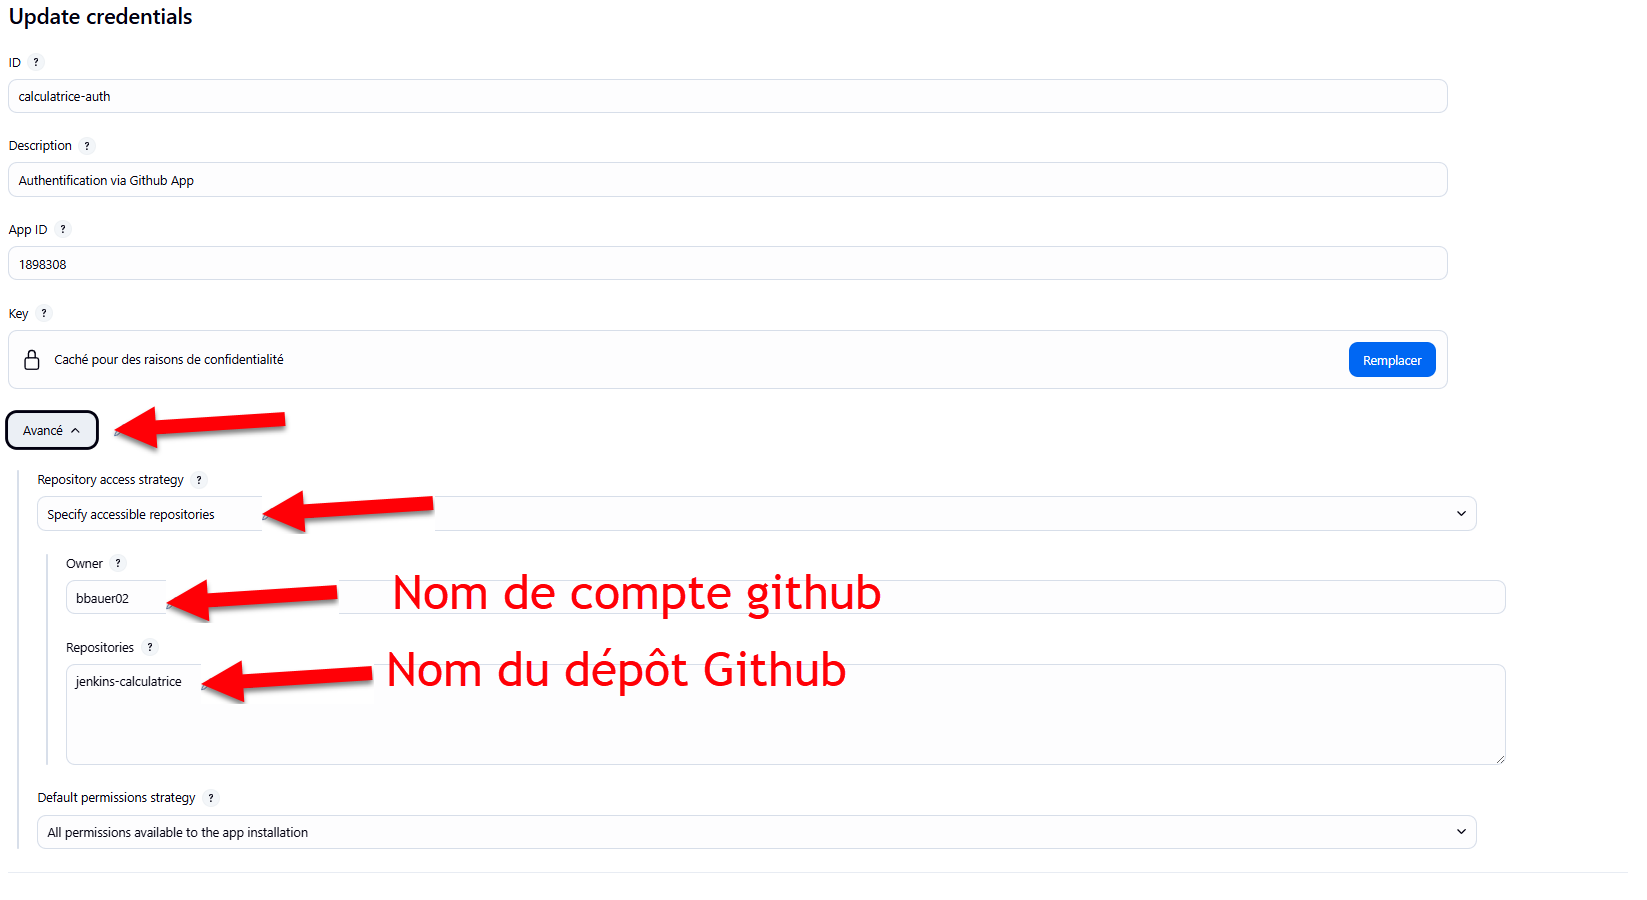 Update credentials
ID ?
calculatrice-auth
Description ?
Authentification via Github App
App ID ?
1898308
Key ?
Caché pour des raisons de confidentialité
Remplacer
Avancé
Repository access strategy ?
Specify accessible repositories
Owner ?
bbauer02
Nom de compte github
Repositories ?
jenkins-calculatrice
Nom du dépôt Github
Default permissions strategy ?
All permissions available to the app installation